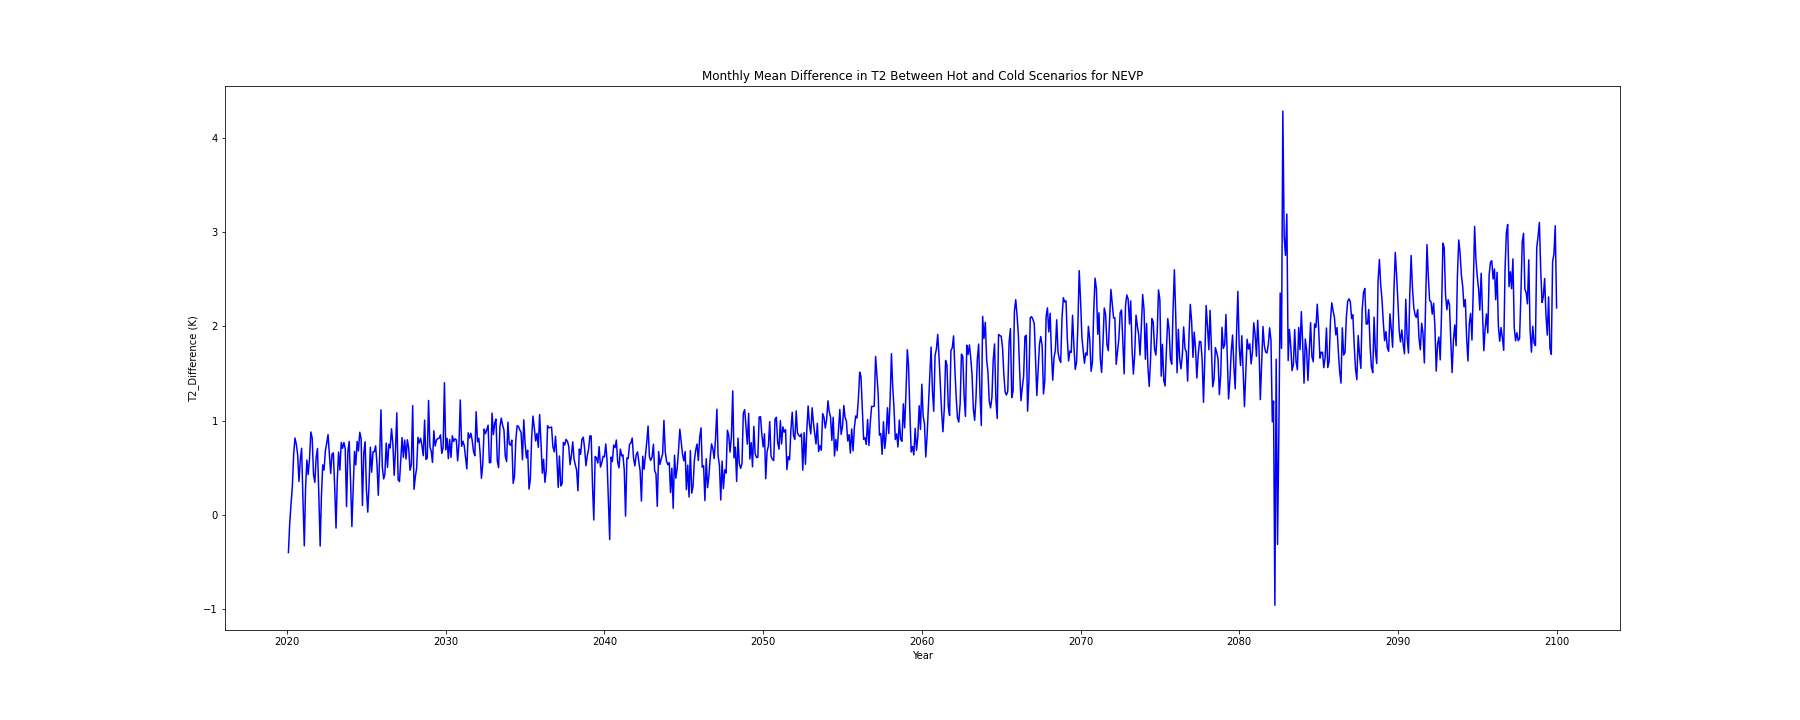 Monthly Mean Difference in T2 Between Hot and Cold Scenarios for NEVP
T2_Difference (K)
4
3
2
1
0
−1
2020 2030 2040 2050 2060 2070 2080 2090 2100
Year